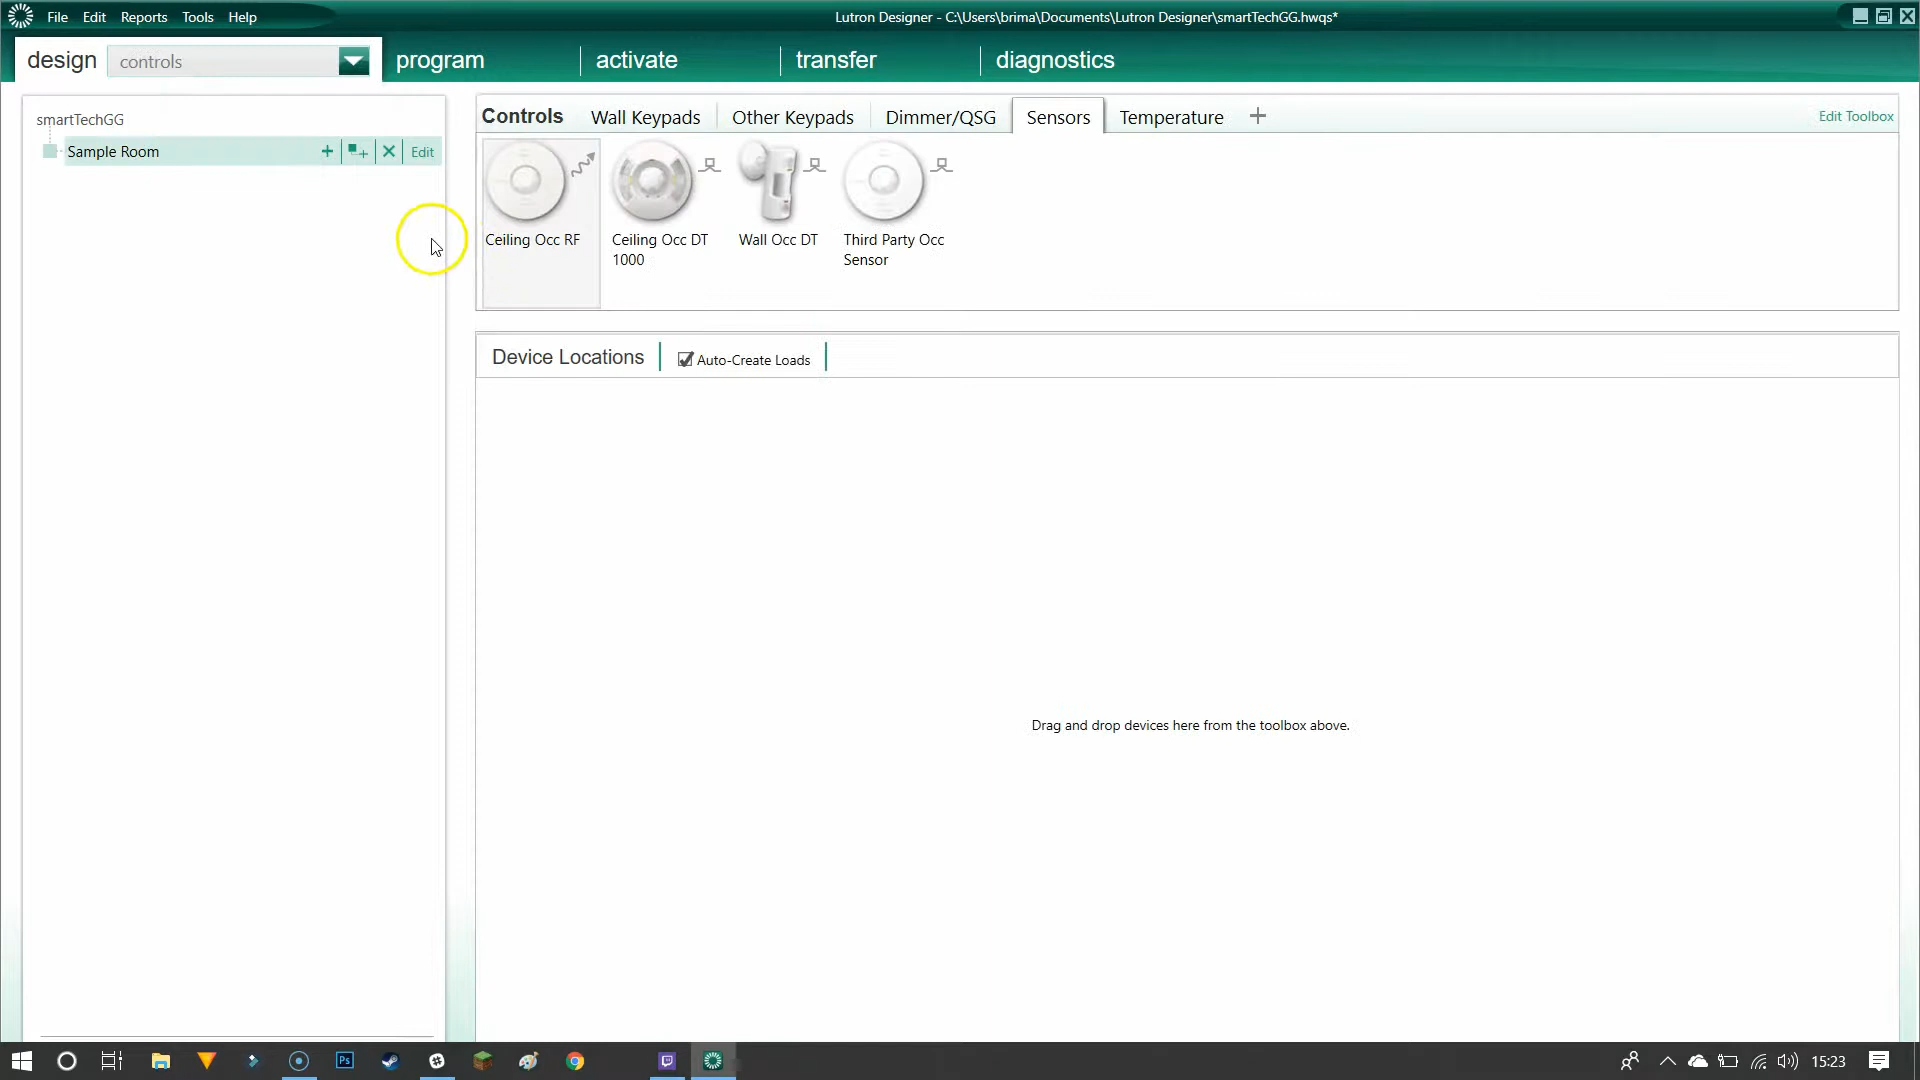 File Edit Reports Tools Help
Lutron Designer - C:\Users\brima\Documents\Lutron Designer\smartTechGG.hwqs*
design controls program activate transfer diagnostics
smartTechGG
Sample Room Edit
Controls Wall Keypads Other Keypads Dimmer/QSG Sensors Temperature Edit Toolbox
Ceiling Occ RF
Ceiling Occ DT
1000
Wall Occ DT
Third Party Occ
Sensor
Device Locations Auto-Create Loads
Drag and drop devices here from the toolbox above.
Ps
15:23